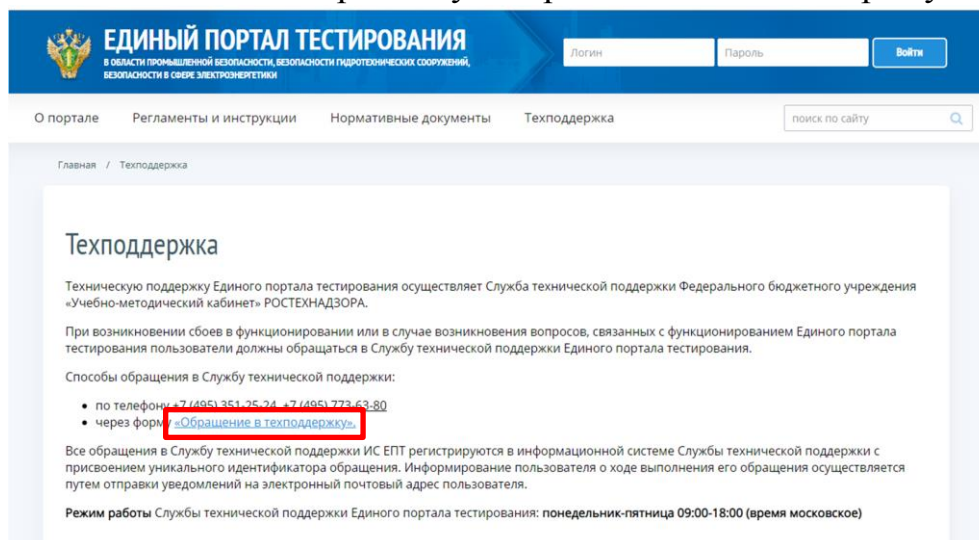 ЕДИНЫЙ ПОРТАЛ ТЕСТИРОВАНИЯ
В ОБЛАСТИ ПРОМЫШЛЕННОЙ БЕЗОПАСНОСТИ, БЕЗОПАСНОСТИ ГИДРОТЕХНИЧЕСКИХ СООРУЖЕНИЙ,
БЕЗОПАСНОСТИ В СФЕРЕ ЭЛЕКТРОЭНЕРГЕТИКИ
Логин Пароль Войти
О портале Регламенты и инструкции Нормативные документы Техподдержка поиск по сайту
Главная / Техподдержка
Техподдержка
Техническую поддержку Единого портала тестирования осуществляет Служба технической поддержки Федерального бюджетного учреждения
«Учебно-методический кабинет» РОСТЕХНАДЗОРА.
При возникновении сбоев в функционировании или в случае возникновения вопросов, связанных с функционированием Единого портала
тестирования пользователи должны обращаться в Службу технической поддержки Единого портала тестирования.
Способы обращения в Службу технической поддержки:
• по телефону +7 (495) 351-25-24, +7 (495) 773-63-80
• через форму «Обращение в техподдержку».
Все обращения в Службу технической поддержки ИС ЕПТ регистрируются в информационной системе Службы технической поддержки с
присвоением уникального идентификатора обращения. Информирование пользователя о ходе выполнения его обращения осуществляется
путем отправки уведомлений на электронный почтовый адрес пользователя.
Режим работы Службы технической поддержки Единого портала тестирования: понедельник-пятница 09:00-18:00 (время московское)